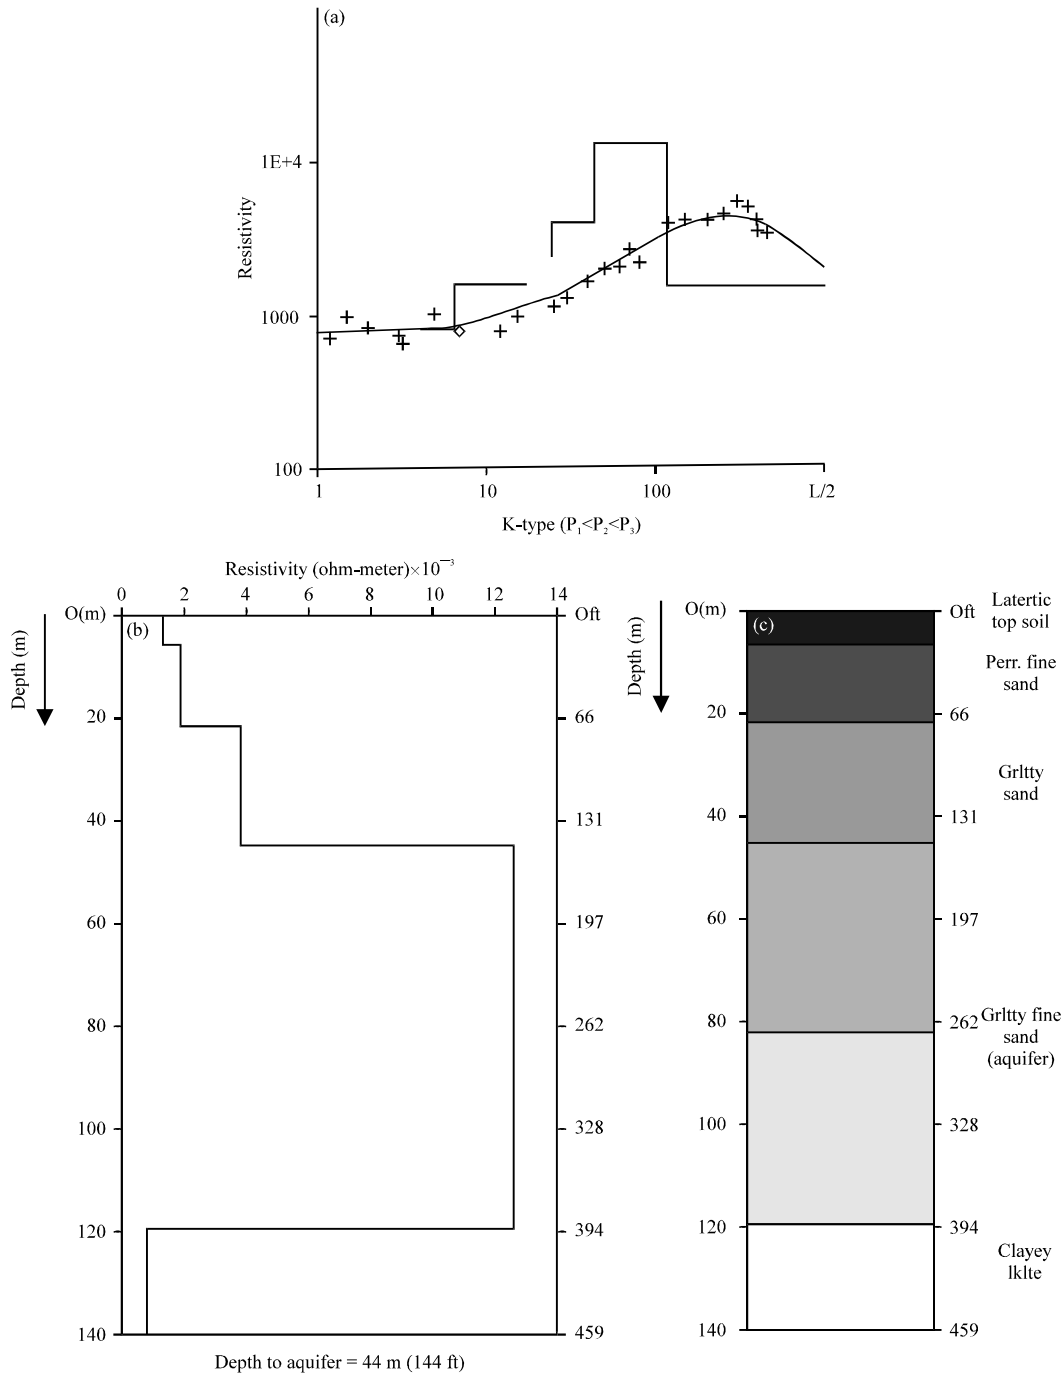 (a)
1E+4
Resistivity
1000
100
1 10 100 L/2
K-type (P₁<P₂<P₃)
Resistivity (ohm-meter)×10⁻³
0 2 4 6 8 10 12 14
O(m)
(b)
Depth (m)
20
40
60
80
100
120
140
Oft
66
131
197
262
328
394
459
Depth to aquifer = 44 m (144 ft)
O(m)
(c)
Depth (m)
20
40
60
80
100
120
140
Oft
66
131
197
262
328
394
459
Latertic
top soil
Perr. fine
sand
Grltty
sand
Grltty fine
sand
(aquifer)
Clayey
lklte